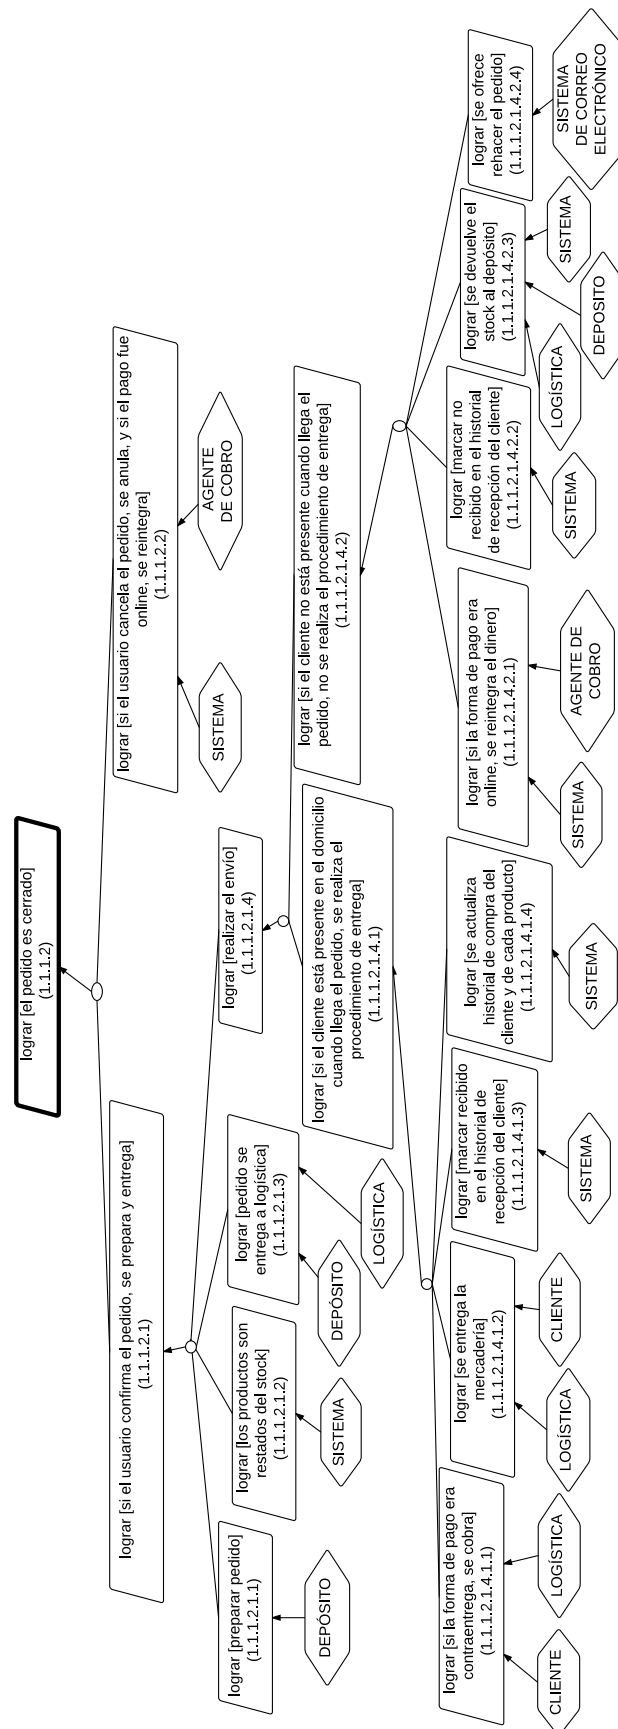 lograr [el pedido es cerrado]
(1.1.1.2)
lograr [si el usuario confirma el pedido, se prepara y entrega]
(1.1.1.2.1)
lograr [si el usuario cancela el pedido, se anula, y si el pago fue
online, se reintegra]
(1.1.1.2.2)
SISTEMA
AGENTE
DE COBRO
lograr [preparar pedido]
(1.1.1.2.1.1)
lograr [los productos son
restados del stock]
(1.1.1.2.1.2)
lograr [pedido se
entrega a logística]
(1.1.1.2.1.3)
lograr [realizar el envío]
(1.1.1.2.1.4)
DEPÓSITO
SISTEMA
DEPÓSITO
LOGÍSTICA
lograr [si el cliente está presente en el domicilio
cuando llega el pedido, se realiza el
procedimiento de entrega]
(1.1.1.2.1.4.1)
lograr [si el cliente no está presente cuando llega el
pedido, no se realiza el procedimiento de entrega]
(1.1.1.2.1.4.2)
lograr [si la forma de pago era
contraentrega, se cobra]
(1.1.1.2.1.4.1.1)
lograr [se entrega la
mercadería]
(1.1.1.2.1.4.1.2)
lograr [marcar recibido
en el historial de
recepción del cliente]
(1.1.1.2.1.4.1.3)
lograr [se actualiza
historial de compra del
cliente y de cada producto]
(1.1.1.2.1.4.1.4)
lograr [si la forma de pago era
online, se reintegra el dinero]
(1.1.1.2.1.4.2.1)
lograr [marcar no
recibido en el historial
de recepción del cliente]
(1.1.1.2.1.4.2.2)
lograr [se devuelve el
stock al depósito]
(1.1.1.2.1.4.2.3)
lograr [se ofrece
rehacer el pedido]
(1.1.1.2.1.4.2.4)
CLIENTE
LOGÍSTICA
LOGÍSTICA
CLIENTE
SISTEMA
SISTEMA
SISTEMA
AGENTE DE
COBRO
SISTEMA
LOGÍSTICA
DEPOSITO
SISTEMA
SISTEMA
DE CORREO
ELECTRÓNICO